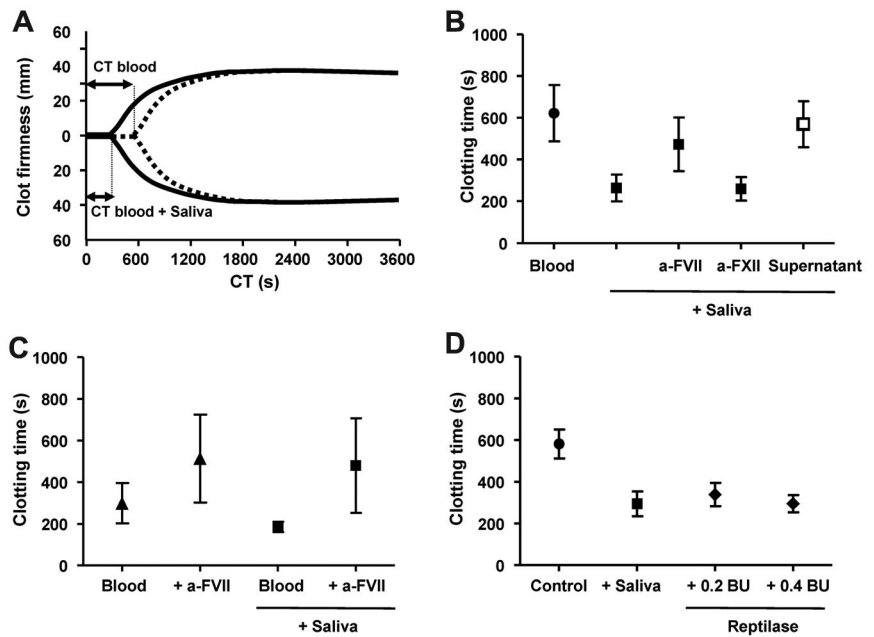 A
60
40
20
0
20
40
60
Clot firmness (mm)
CT blood
CT blood + Saliva
0 600 1200 1800 2400 3000 3600
CT (s)
B
1000
800
600
400
200
0
Clotting time (s)
Blood a-FVII a-FXII Supernatant
+ Saliva
C
1000
800
600
400
200
0
Clotting time (s)
Blood + a-FVII Blood + a-FVII
+ Saliva
D
1000
800
600
400
200
0
Clotting time (s)
Control + Saliva + 0.2 BU + 0.4 BU
Reptilase